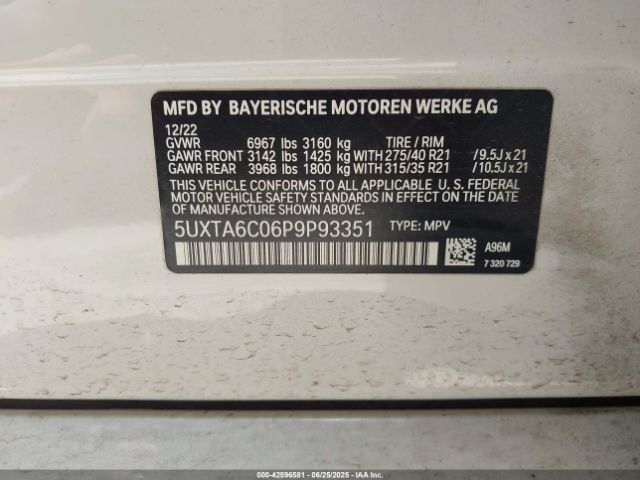 MFD BY BAYERISCHE MOTOREN WERKE AG
12/22
GVWR 6967 lbs 3160 kg TIRE / RIM
GAWR FRONT 3142 lbs 1425 kg WITH 275/40 R21 /9.5J x 21
GAWR REAR 3968 lbs 1800 kg WITH 315/35 R21 /10.5J x 21
THIS VEHICLE CONFORMS TO ALL APPLICABLE U. S. FEDERAL
MOTOR VEHICLE SAFETY STANDARDS IN EFFECT ON THE
DATE OF MANUFACTURE SHOWN ABOVE.
5UXTA6C06P9P93351 TYPE: MPV
A96M
7 320 729
000-42596581 - 06/25/2025 - IAAI.COM